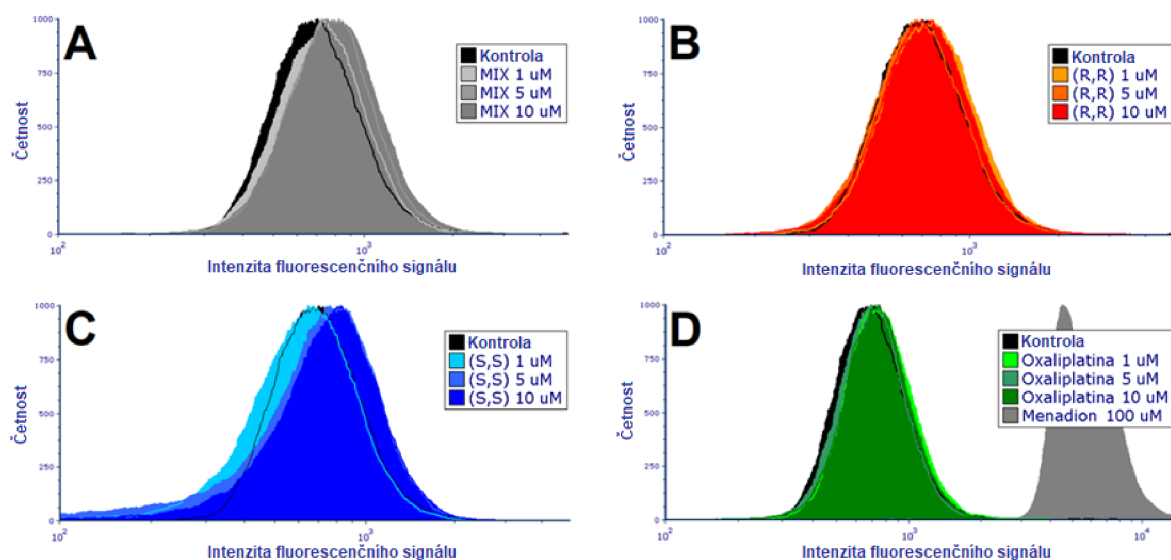 A
1000
750
500
250
0
10²
10³
Četnost
Intenzita fluorescenčního signálu
Kontrola
MIX 1 uM
MIX 5 uM
MIX 10 uM
B
1000
750
500
250
0
10²
10³
Četnost
Intenzita fluorescenčního signálu
Kontrola
(R,R) 1 uM
(R,R) 5 uM
(R,R) 10 uM
C
1000
750
500
250
0
10²
10³
Četnost
Intenzita fluorescenčního signálu
Kontrola
(S,S) 1 uM
(S,S) 5 uM
(S,S) 10 uM
D
1000
750
500
250
0
10²
10³
10⁴
Četnost
Intenzita fluorescenčního signálu
Kontrola
Oxaliplatina 1 uM
Oxaliplatina 5 uM
Oxaliplatina 10 uM
Menadion 100 uM